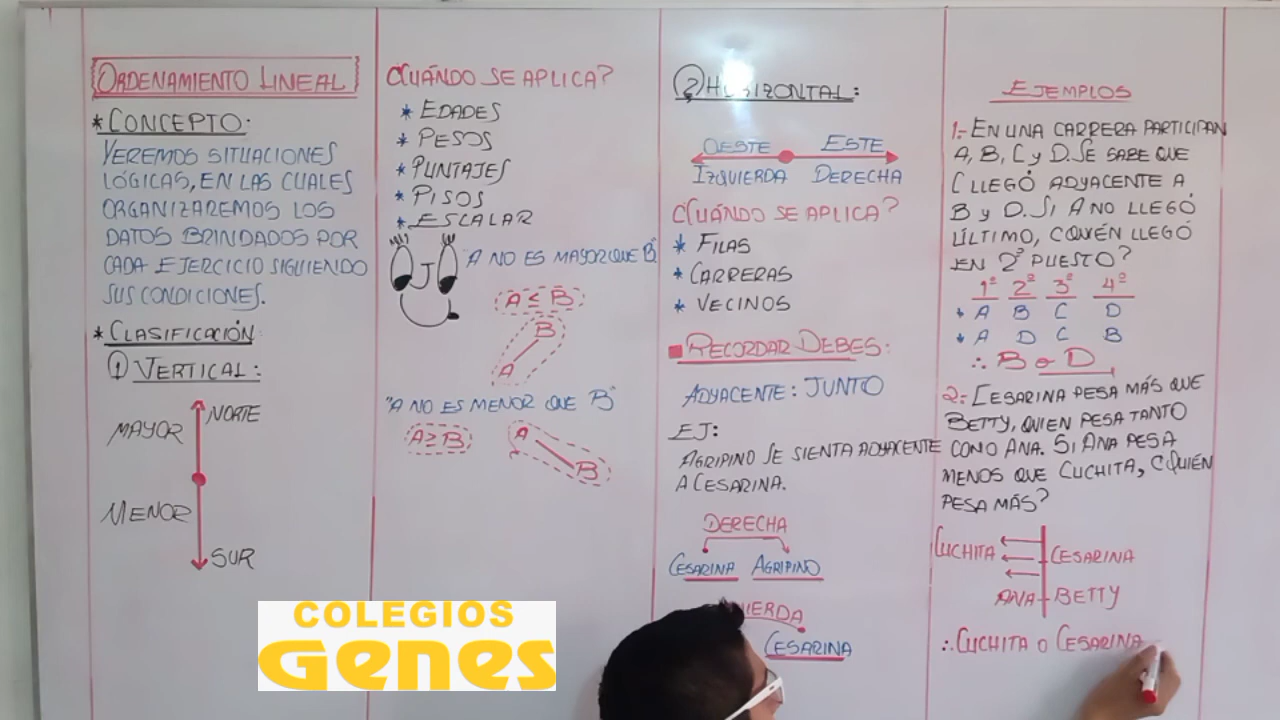 ORDENAMIENTO LINEAL
* CONCEPTO:
VEREMOS SITUACIONES
LÓGICAS, EN LAS CUALES
ORGANIZAREMOS LOS
DATOS BRINDADOS POR
CADA EJERCICIO SIGUIENDO
SUS CONDICIONES.
* CLASIFICACIÓN:
① VERTICAL:
NORTE
MAYOR
MENOR
SUR
¿CUÁNDO SE APLICA?
* EDADES
* PESOS
* PUNTAJES
* PISOS
* ESCALAR
"A NO ES MAYOR QUE B"
A ≤ B
B
A
"A NO ES MENOR QUE B"
A ≥ B
A
B
② HORIZONTAL:
OESTE ESTE
IZQUIERDA DERECHA
¿CUÁNDO SE APLICA?
* FILAS
* CARRERAS
* VECINOS
RECORDAR DEBES:
ADYACENTE: JUNTO
EJ:
AGRIPINO SE SIENTA ADYACENTE
A CESARINA.
DERECHA
CESARINA AGRIPINO
CESARINA
EJEMPLOS
1.- EN UNA CARRERA PARTICIPAN
A, B, C y D. SE SABE QUE
C LLEGÓ ADYACENTE A
B y D. SI A NO LLEGÓ
ÚLTIMO, ¿QUIÉN LLEGÓ
EN 2º PUESTO?
1º 2º 3º 4º
* A B C D
* A D C B
∴ B o D
2.- CESARINA PESA MÁS QUE
BETTY, QUIEN PESA TANTO
COMO ANA. SI ANA PESA
MENOS QUE CUCHITA, ¿QUIÉN
PESA MÁS?
CUCHITA CESARINA
ANA BETTY
∴ CUCHITA o CESARINA
COLEGIOS
GENES